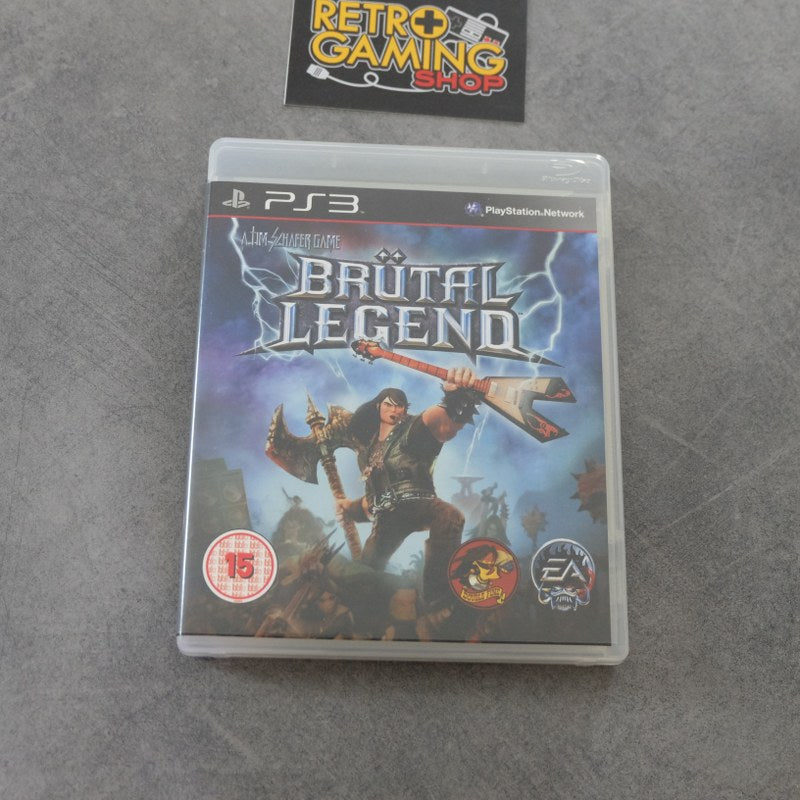 RETRO
GAMING
SHOP
PS3
PlayStation®Network
A TIM SCHAFER GAME
BRÜTAL
LEGEND
15
EA